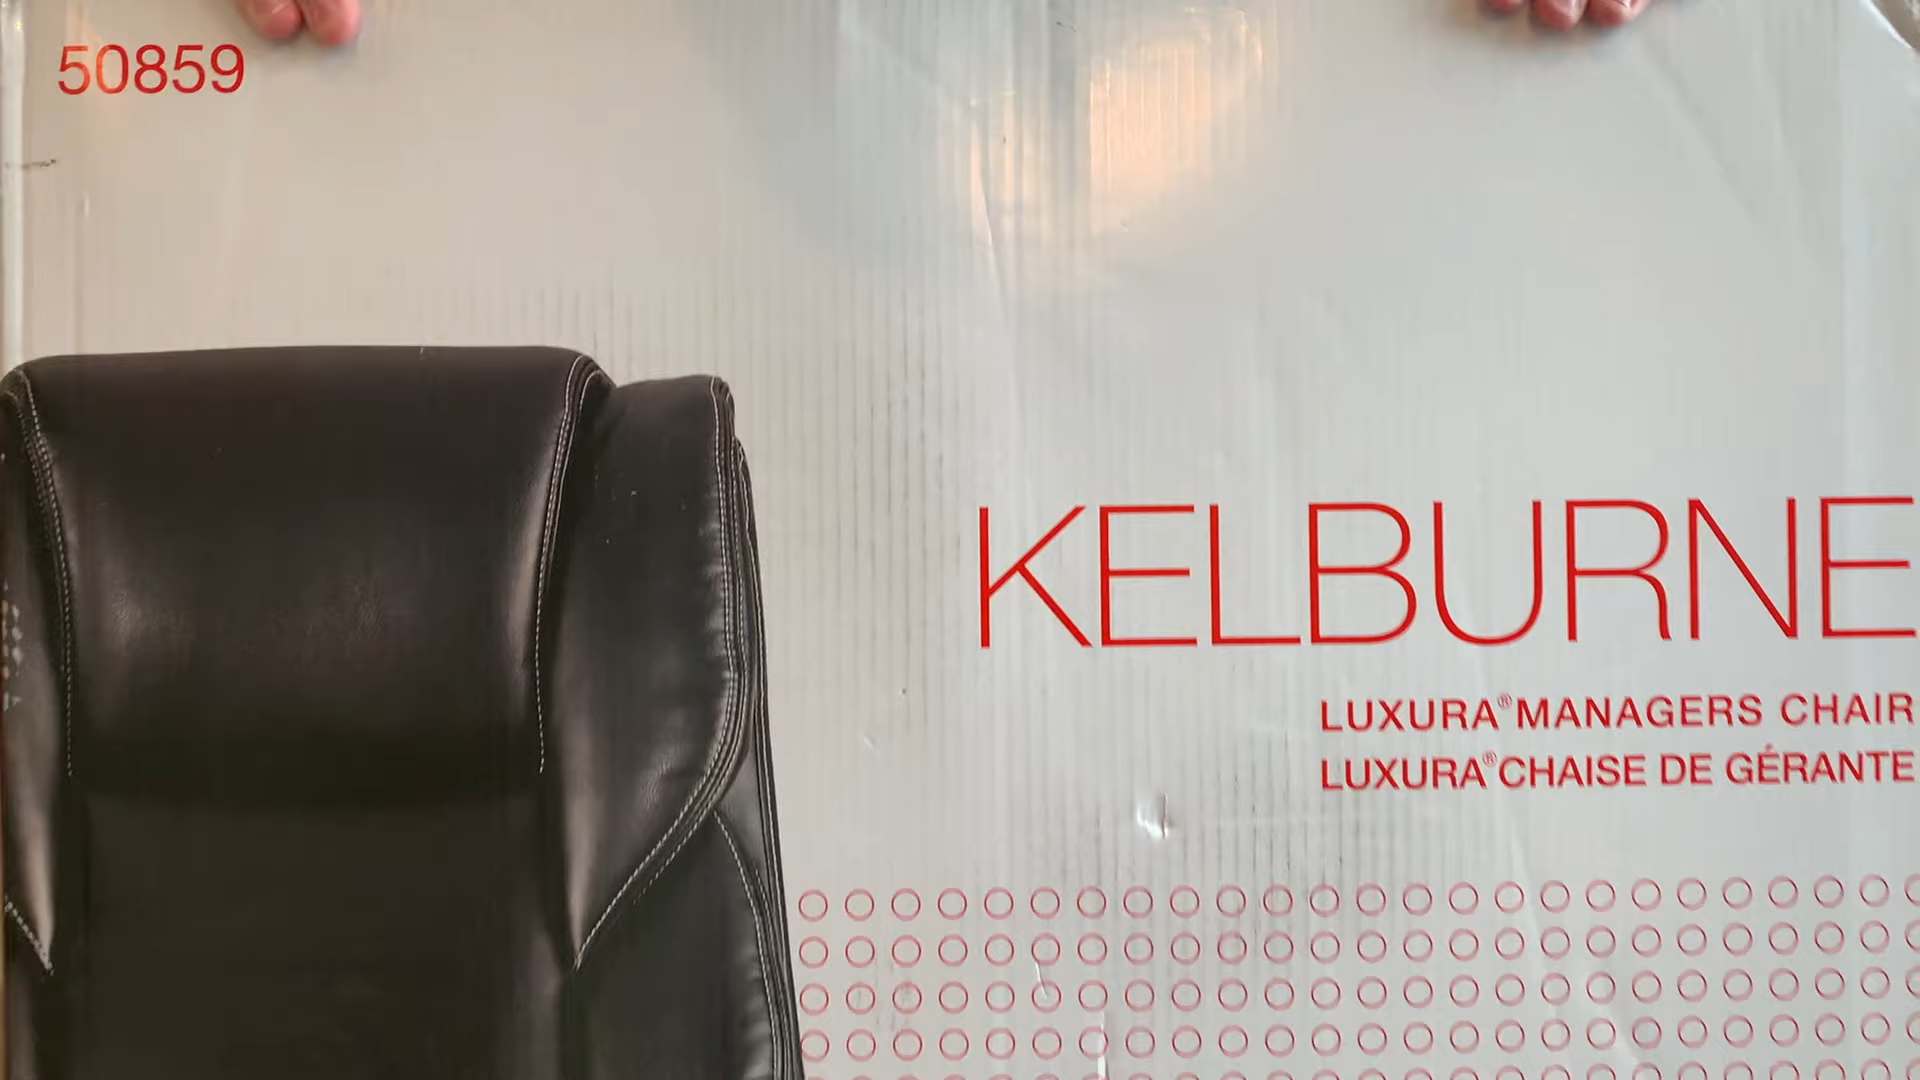 50859
KELBURNE
LUXURA® MANAGERS CHAIR
LUXURA® CHAISE DE GÉRANTE